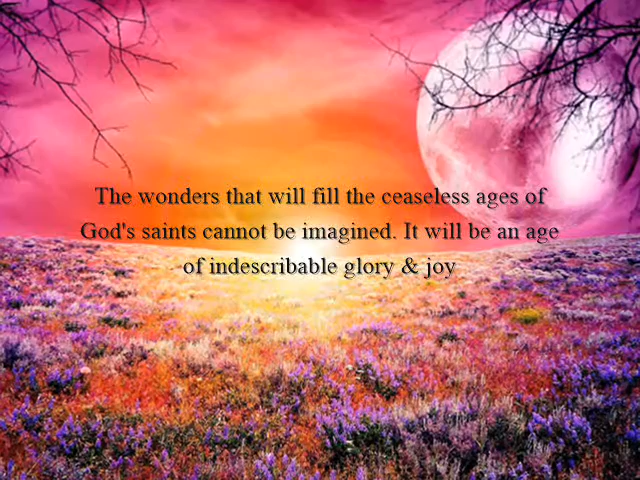 The wonders that will fill the ceaseless ages of
God's saints cannot be imagined. It will be an age
of indescribable glory & joy